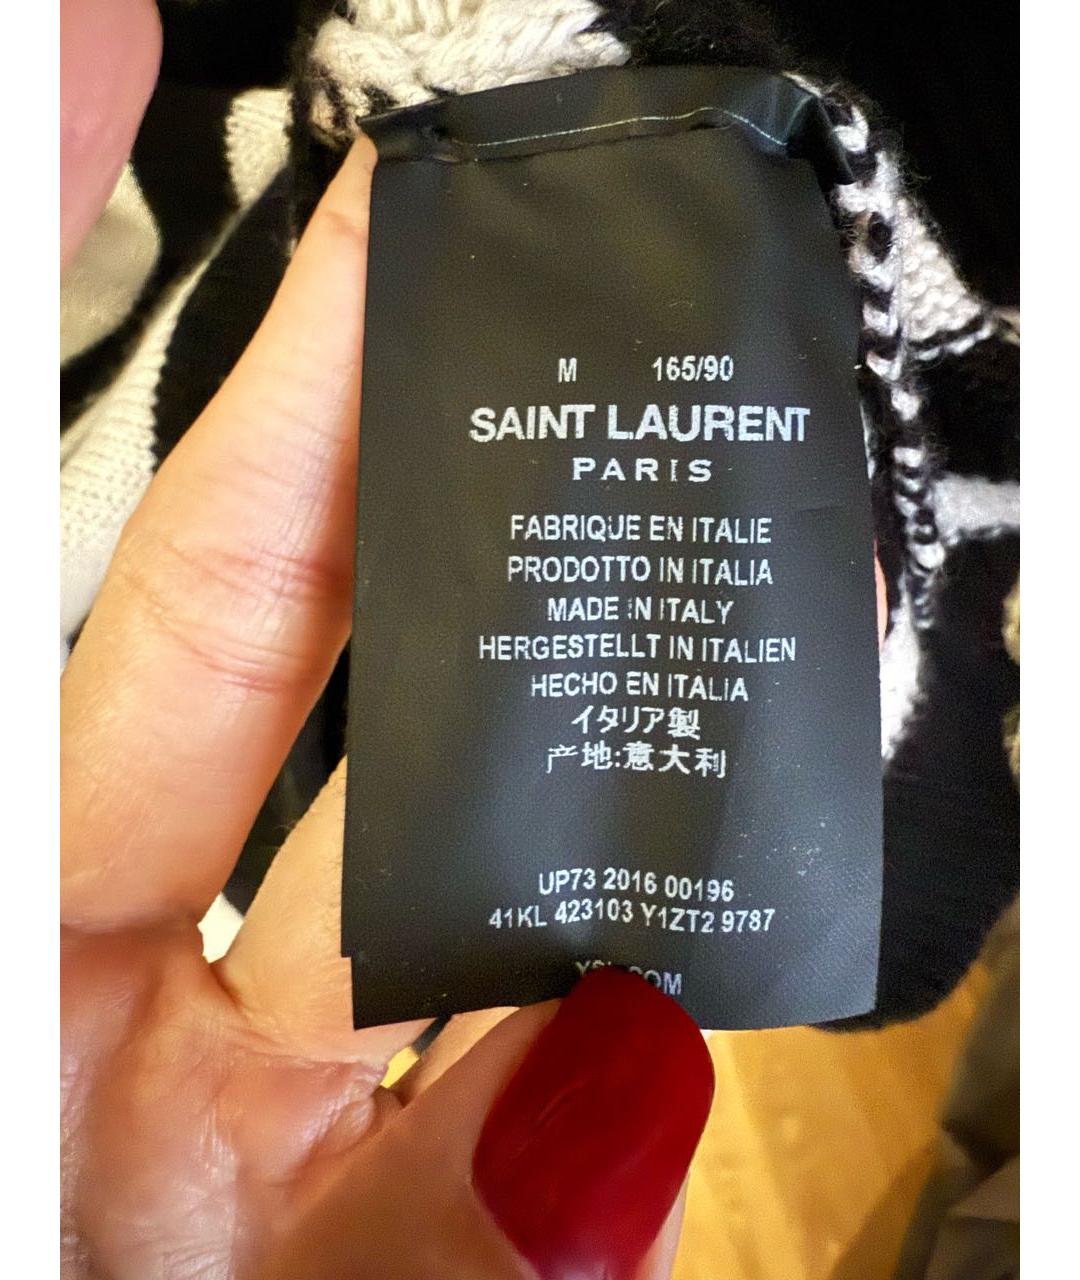 M 165/90
SAINT LAURENT
PARIS
FABRIQUE EN ITALIE
PRODOTTO IN ITALIA
MADE IN ITALY
HERGESTELLT IN ITALIEN
HECHO EN ITALIA
イタリア製
产地:意大利
UP73 2016 00196
41KL 423103 Y1ZT2 9787